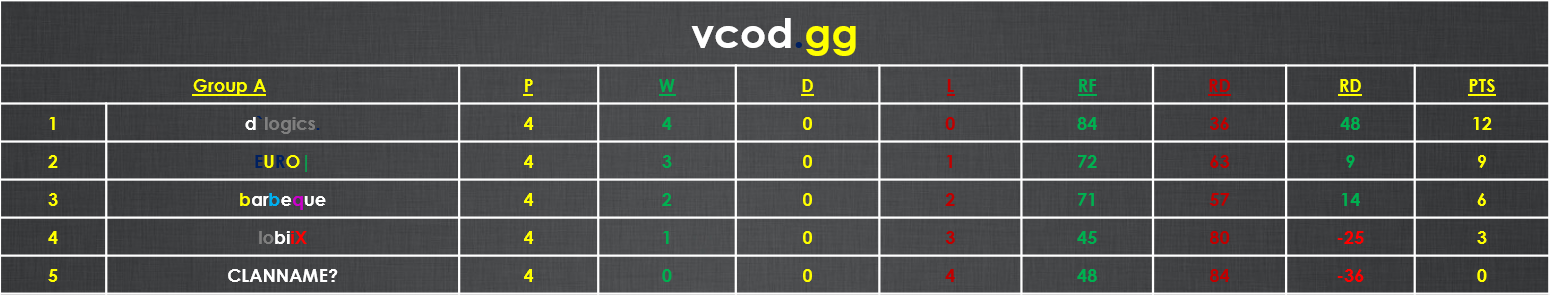 vcod.gg
Group A P W D L RF RD RD PTS
1 d`logics. 4 4 0 0 84 36 48 12
2 EURO| 4 3 0 1 72 63 9 9
3 barbeque 4 2 0 2 71 57 14 6
4 lobiIX 4 1 0 3 45 80 -25 3
5 CLANNAME? 4 0 0 4 48 84 -36 0